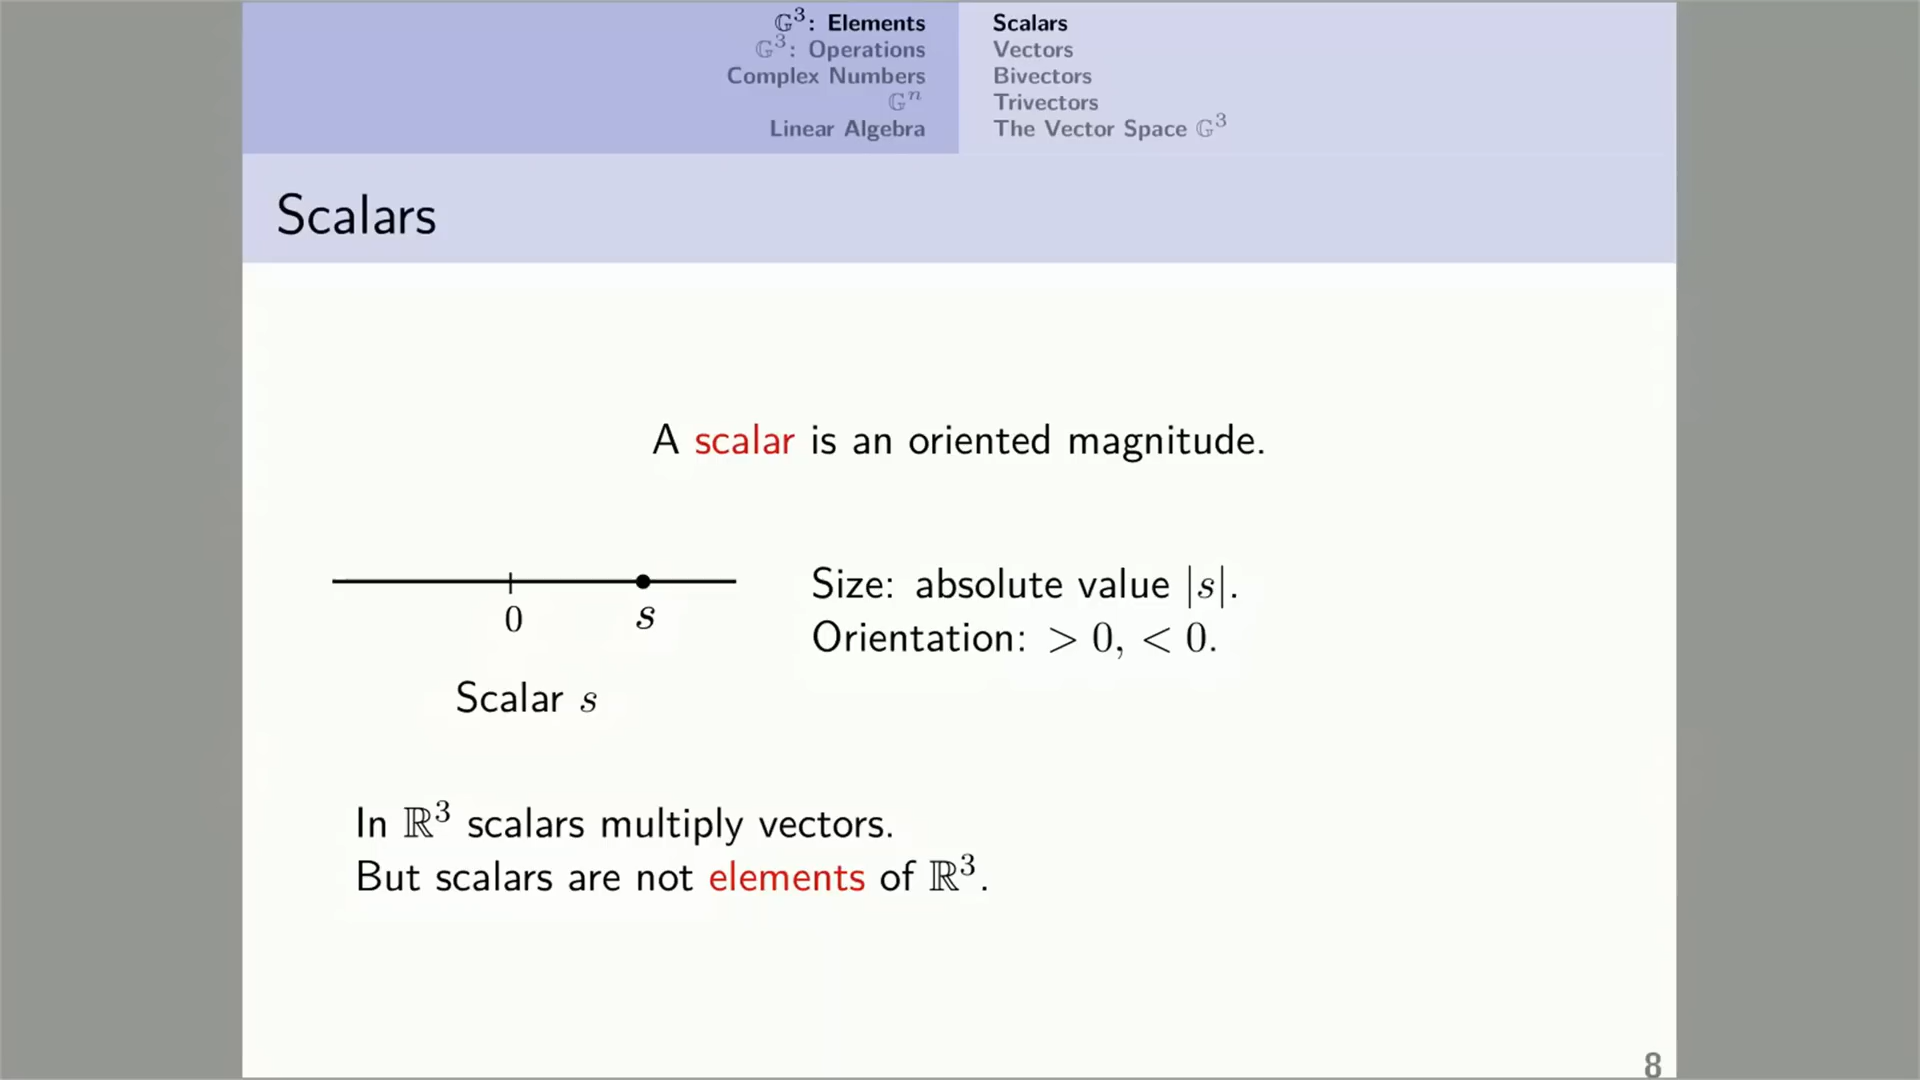 𝔾³: Elements
𝔾³: Operations
Complex Numbers
𝔾ⁿ
Linear Algebra
Scalars
Vectors
Bivectors
Trivectors
The Vector Space 𝔾³
Scalars
A scalar is an oriented magnitude.
0 s
Scalar s
Size: absolute value |s|.
Orientation: > 0, < 0.
In ℝ³ scalars multiply vectors.
But scalars are not elements of ℝ³.
8